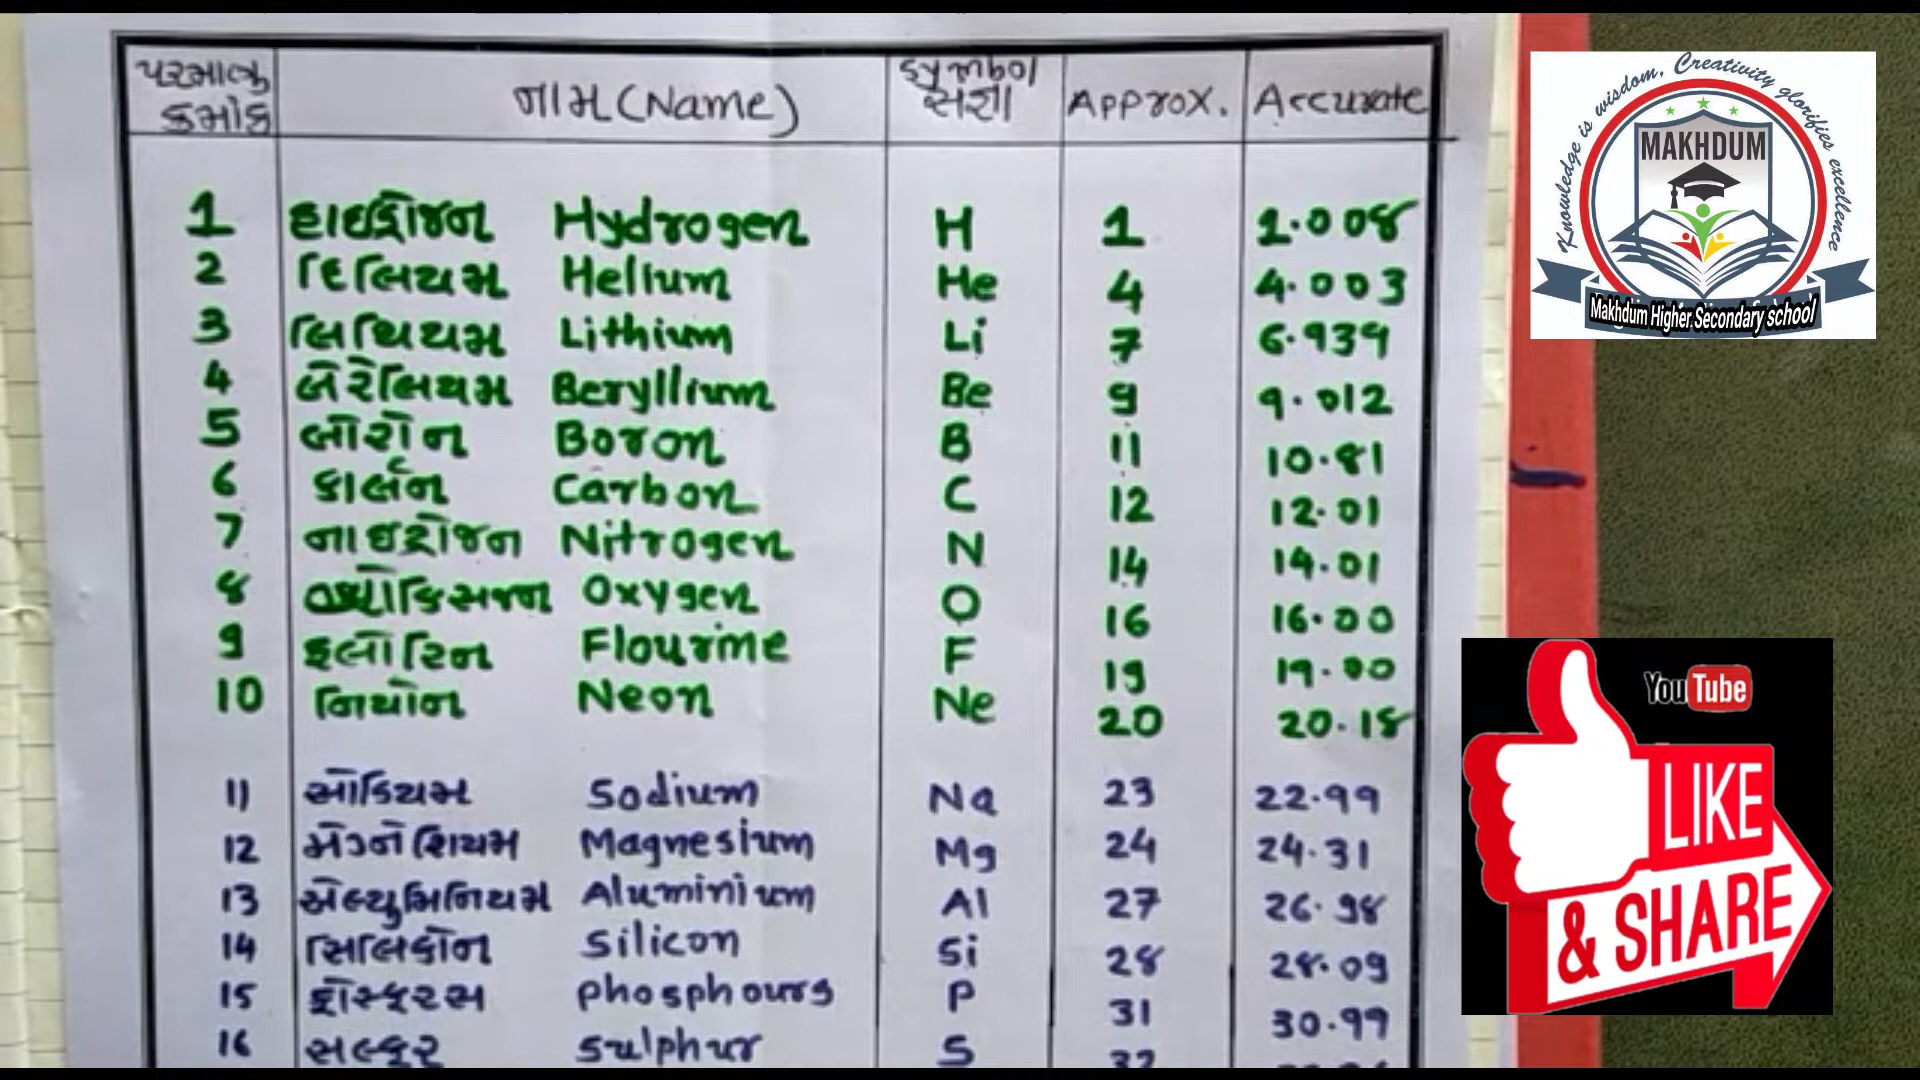 પરમાણુ ક્રમાંક નામ (Name) Symbol સંજ્ઞા Approx. Accurate
1 હાઇડ્રોજન Hydrogen H 1 1.008
2 હિલિયમ Helium He 4 4.003
3 લિથિયમ Lithium Li 7 6.939
4 બેરેલિયમ Beryllium Be 9 9.012
5 બોરોન Boron B 11 10.81
6 કાર્બન Carbon C 12 12.01
7 નાઇટ્રોજન Nitrogen N 14 14.01
8 ઓક્સિજન Oxygen O 16 16.00
9 ફ્લોરિન Flourine F 19 19.00
10 નિયોન Neon Ne 20 20.18
11 સોડિયમ Sodium Na 23 22.99
12 મેગ્નેશિયમ Magnesium Mg 24 24.31
13 એલ્યુમિનિયમ Aluminium Al 27 26.98
14 સિલિકોન Silicon Si 28 28.09
15 ફોસ્ફરસ Phosphours P 31 30.99
16 સલ્ફર Sulphur S 32
Knowledge is wisdom, Creativity glorifies excellence
MAKHDUM
Makhdum Higher Secondary school
YouTube
LIKE
& SHARE